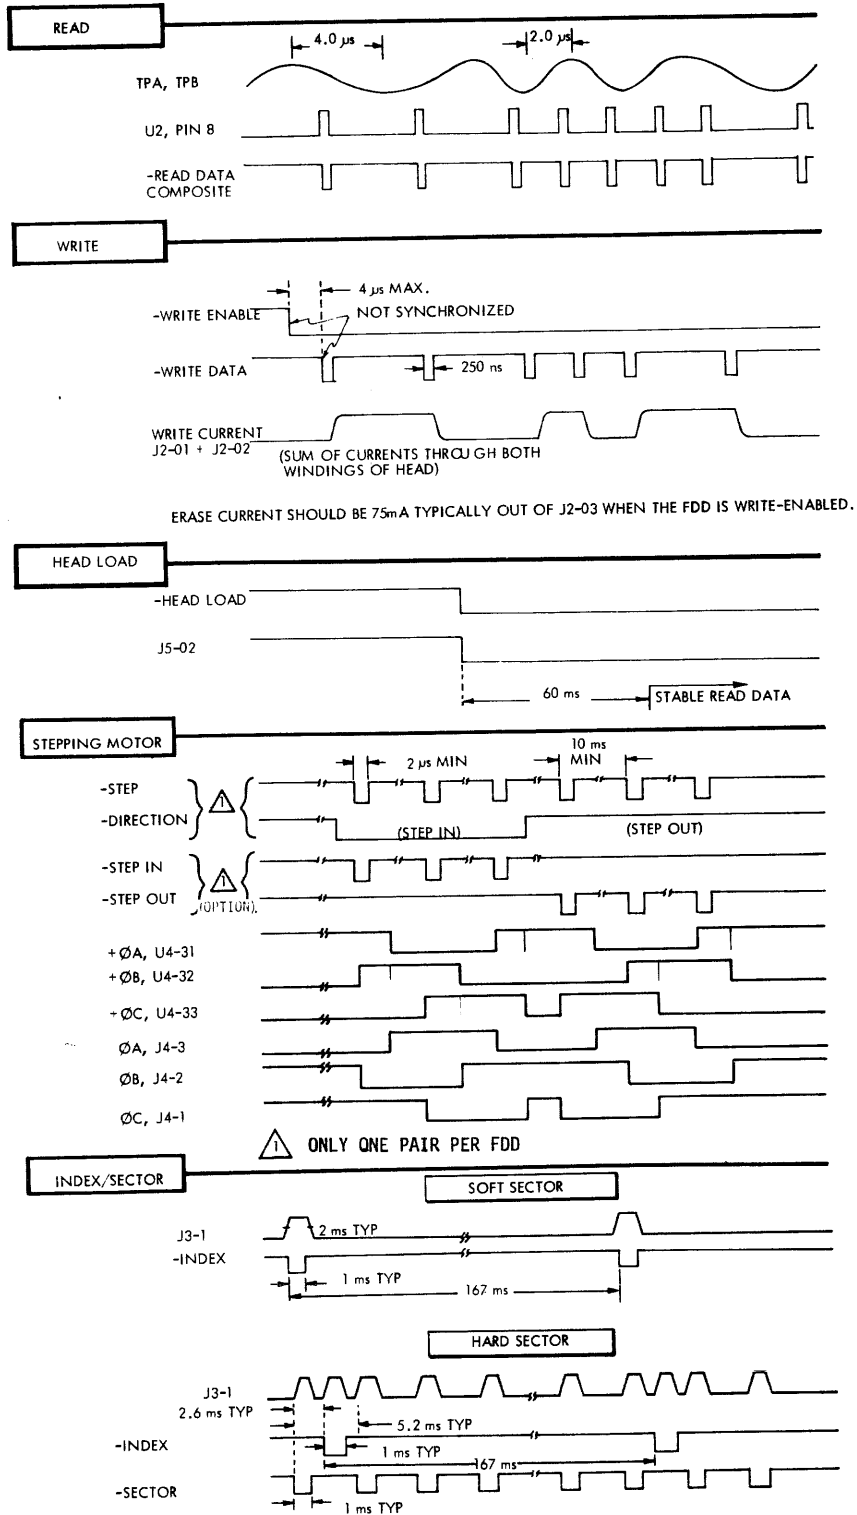 READ
4.0 µs
2.0 µs
TPA, TPB
U2, PIN 8
-READ DATA
COMPOSITE
WRITE
4 µs MAX.
-WRITE ENABLE
NOT SYNCHRONIZED
-WRITE DATA
250 ns
WRITE CURRENT
J2-01 + J2-02
(SUM OF CURRENTS THROUGH BOTH
WINDINGS OF HEAD)
ERASE CURRENT SHOULD BE 75mA TYPICALLY OUT OF J2-03 WHEN THE FDD IS WRITE-ENABLED.
HEAD LOAD
-HEAD LOAD
J5-02
60 ms
STABLE READ DATA
STEPPING MOTOR
2 µs MIN
10 ms
MIN
-STEP
1
-DIRECTION
(STEP IN)
(STEP OUT)
-STEP IN
1
-STEP OUT
(OPTION).
+ØA, U4-31
+ØB, U4-32
+ØC, U4-33
ØA, J4-3
ØB, J4-2
ØC, J4-1
1 ONLY ONE PAIR PER FDD
INDEX/SECTOR
SOFT SECTOR
J3-1
2 ms TYP
-INDEX
1 ms TYP
167 ms
HARD SECTOR
J3-1
2.6 ms TYP
5.2 ms TYP
-INDEX
1 ms TYP
167 ms
-SECTOR
1 ms TYP